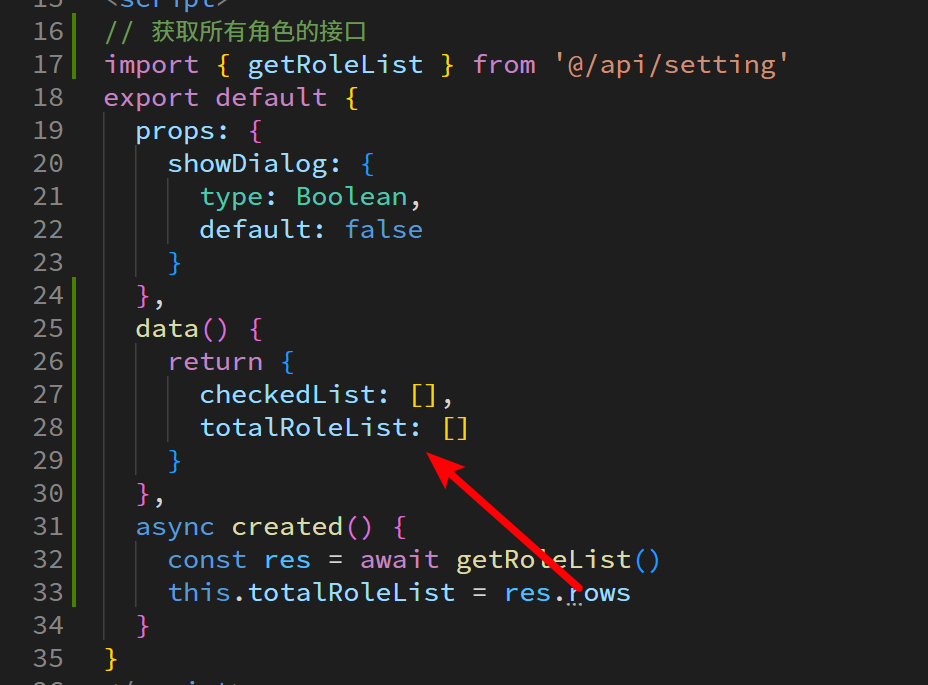 15 <script>
16 // 获取所有角色的接口
17 import { getRoleList } from '@/api/setting'
18 export default {
19 props: {
20 showDialog: {
21 type: Boolean,
22 default: false
23 }
24 },
25 data() {
26 return {
27 checkedList: [],
28 totalRoleList: []
29 }
30 },
31 async created() {
32 const res = await getRoleList()
33 this.totalRoleList = res.rows
34 }
35 }
36 </script>